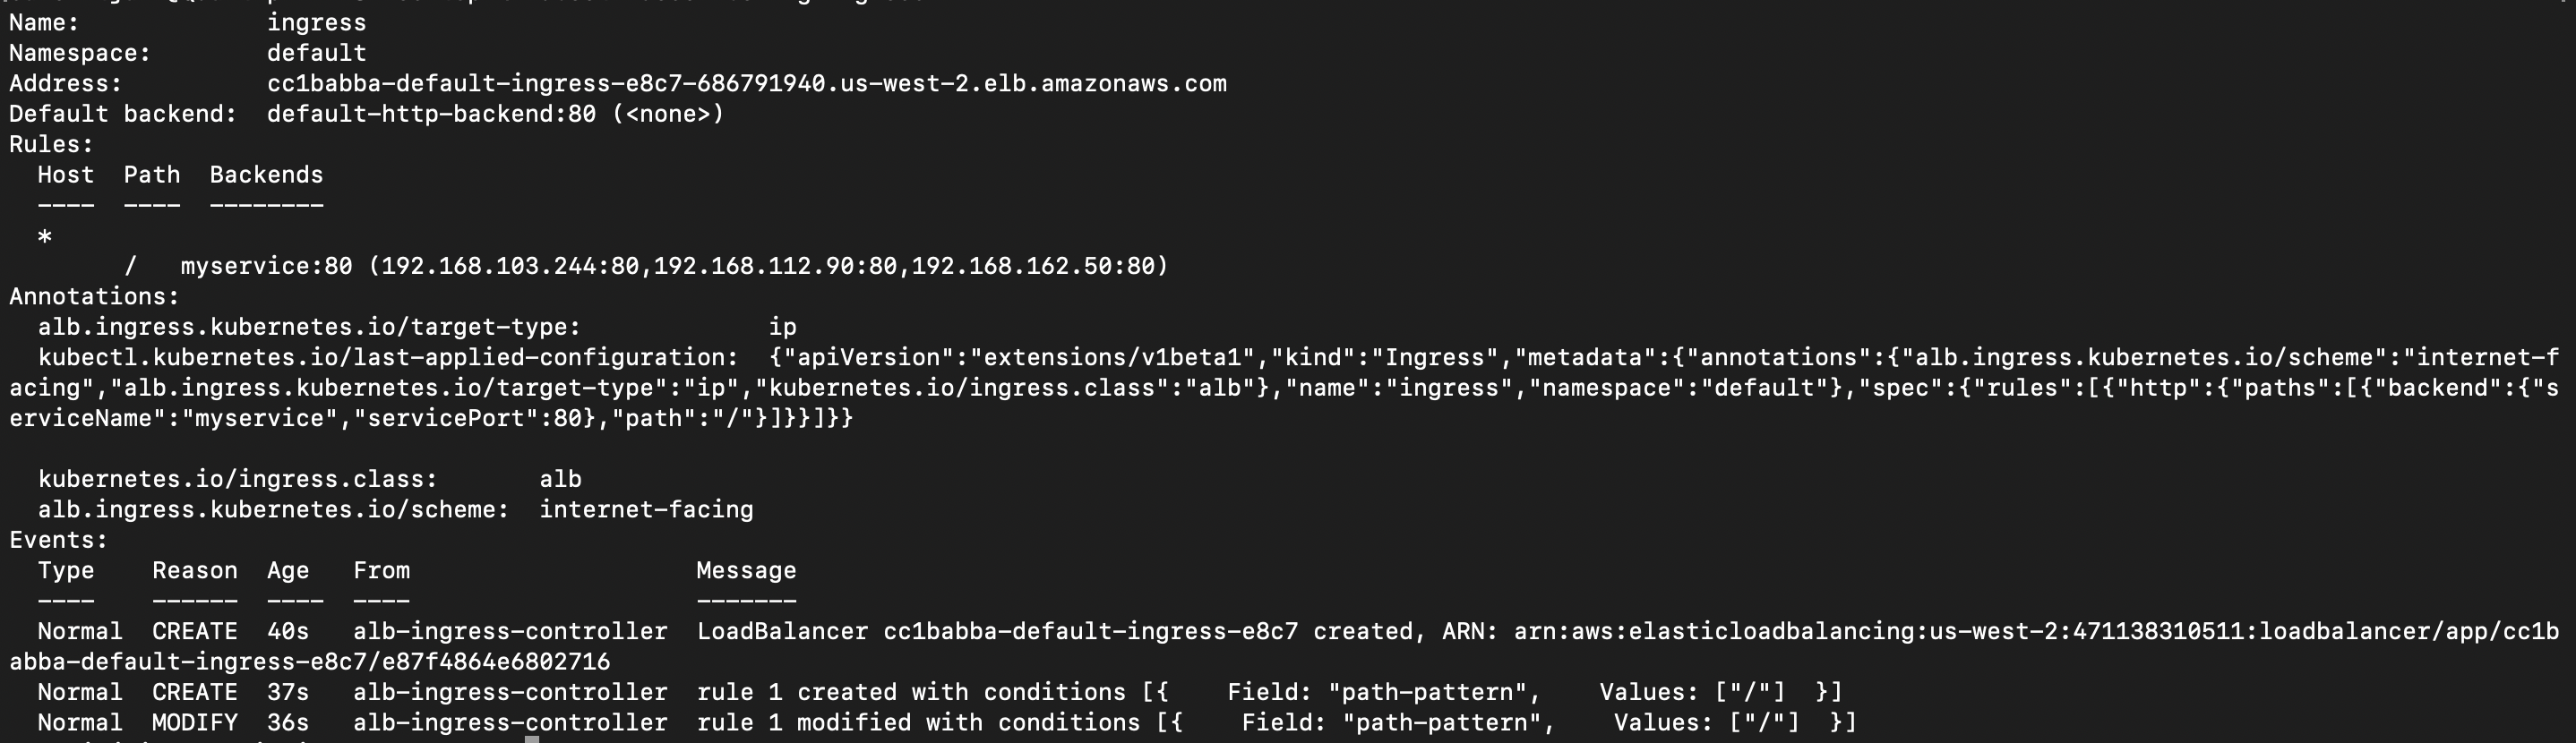 Name:             ingress
Namespace:        default
Address:          cc1babba-default-ingress-e8c7-686791940.us-west-2.elb.amazonaws.com
Default backend:  default-http-backend:80 (<none>)
Rules:
  Host  Path  Backends
  ----  ----  --------
  *
        /   myservice:80 (192.168.103.244:80,192.168.112.90:80,192.168.162.50:80)
Annotations:
  alb.ingress.kubernetes.io/target-type:             ip
  kubectl.kubernetes.io/last-applied-configuration:  {"apiVersion":"extensions/v1beta1","kind":"Ingress","metadata":{"annotations":{"alb.ingress.kubernetes.io/scheme":"internet-f
acing","alb.ingress.kubernetes.io/target-type":"ip","kubernetes.io/ingress.class":"alb"},"name":"ingress","namespace":"default"},"spec":{"rules":[{"http":{"paths":[{"backend":{"s
erviceName":"myservice","servicePort":80},"path":"/"}]}}]}}

  kubernetes.io/ingress.class:       alb
  alb.ingress.kubernetes.io/scheme:  internet-facing
Events:
  Type    Reason  Age   From                    Message
  ----    ------  ----  ----                    -------
  Normal  CREATE  40s   alb-ingress-controller  LoadBalancer cc1babba-default-ingress-e8c7 created, ARN: arn:aws:elasticloadbalancing:us-west-2:471138310511:loadbalancer/app/cc1b
abba-default-ingress-e8c7/e87f4864e6802716
  Normal  CREATE  37s   alb-ingress-controller  rule 1 created with conditions [{    Field: "path-pattern",    Values: ["/"]  }]
  Normal  MODIFY  36s   alb-ingress-controller  rule 1 modified with conditions [{    Field: "path-pattern",    Values: ["/"]  }]